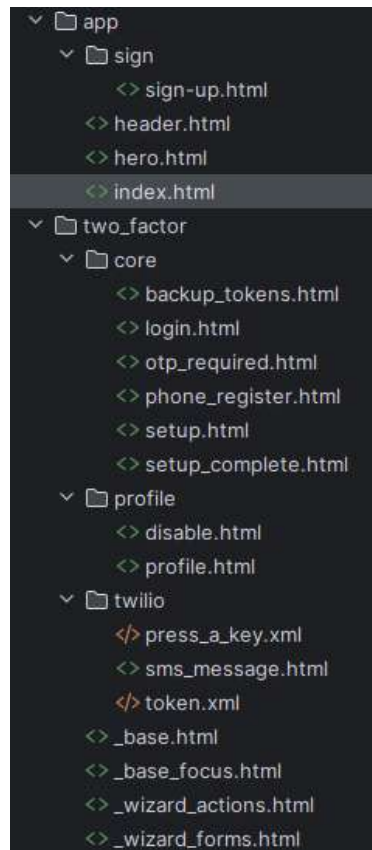 app
sign
sign-up.html
header.html
hero.html
index.html
two_factor
core
backup_tokens.html
login.html
otp_required.html
phone_register.html
setup.html
setup_complete.html
profile
disable.html
profile.html
twilio
press_a_key.xml
sms_message.html
token.xml
_base.html
_base_focus.html
_wizard_actions.html
_wizard_forms.html